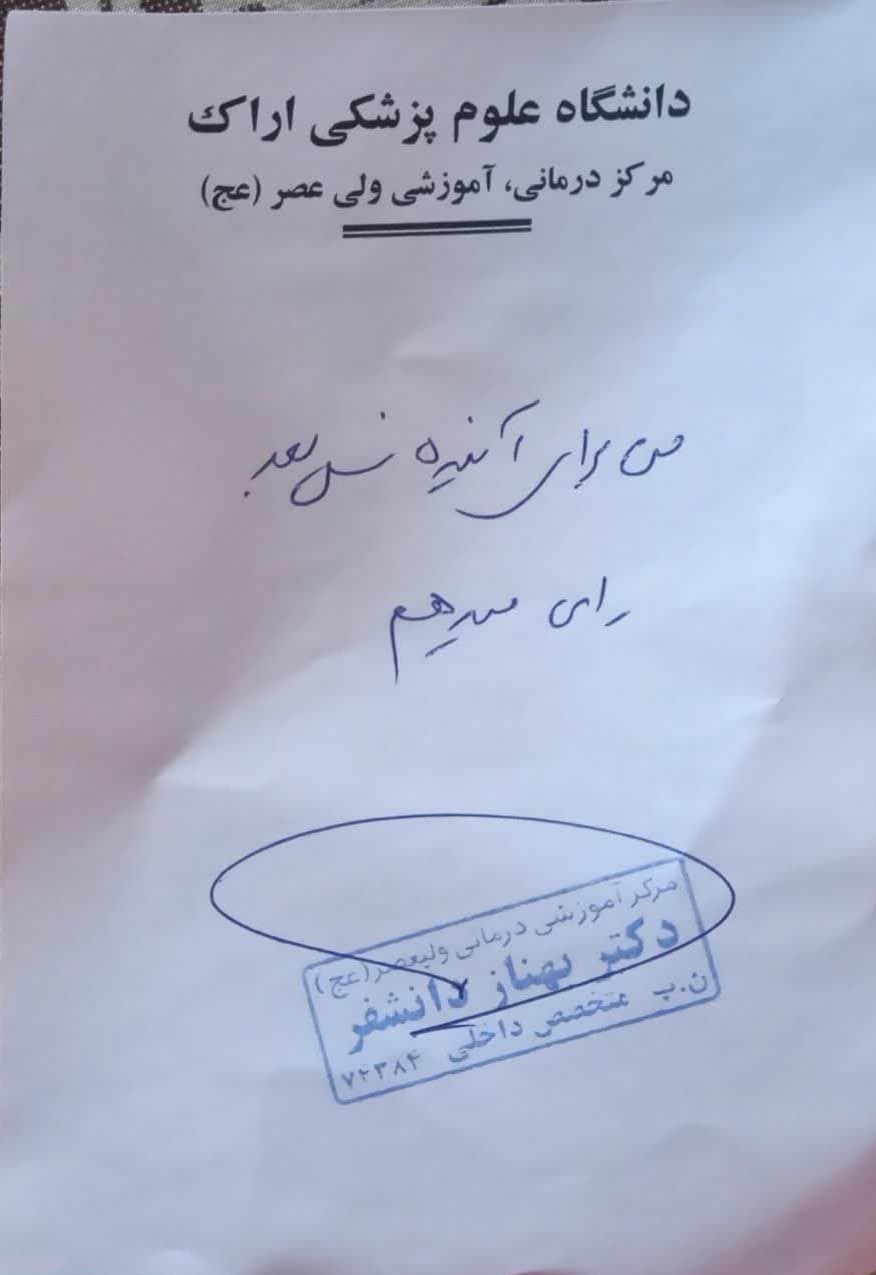 دانشگاه علوم پزشکی اراک
مرکز درمانی، آموزشی ولی عصر (عج)
من برای آینده نسل بعد
رای میدهم
مرکز آموزشی درمانی ولیعصر (عج)
دکتر بهناز دانشفر
متخصص داخلی ن.پ ۷۲۳۸۴